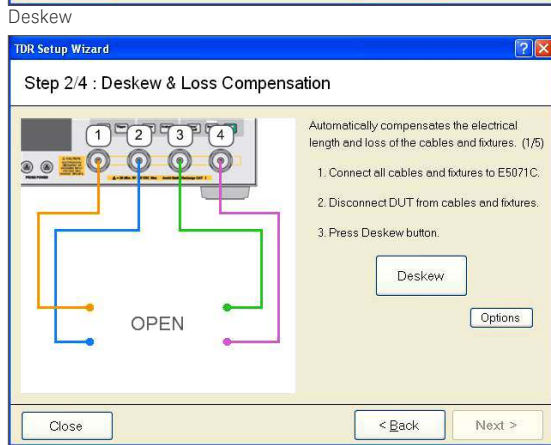 Deskew
TDR Setup Wizard
Step 2/4 : Deskew & Loss Compensation
1 2 3 4
Automatically compensates the electrical
length and loss of the cables and fixtures. (1/5)
1. Connect all cables and fixtures to E5071C.
2. Disconnect DUT from cables and fixtures.
3. Press Deskew button.
Deskew
OPEN
Options
Close
< Back
Next >